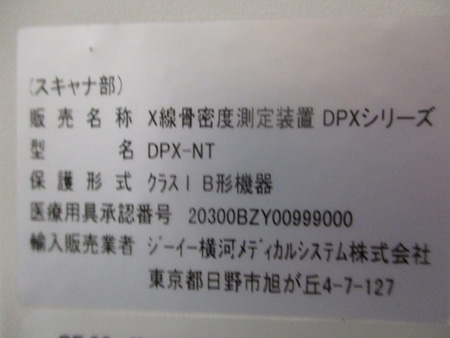 (スキャナ部)
販売名称 X線骨密度測定装置 DPXシリーズ
型名 DPX-NT
保護形式 クラスI B形機器
医療用具承認番号 20300BZY00999000
輸入販売業者 ジーイー横河メディカルシステム株式会社
東京都日野市旭が丘4-7-127